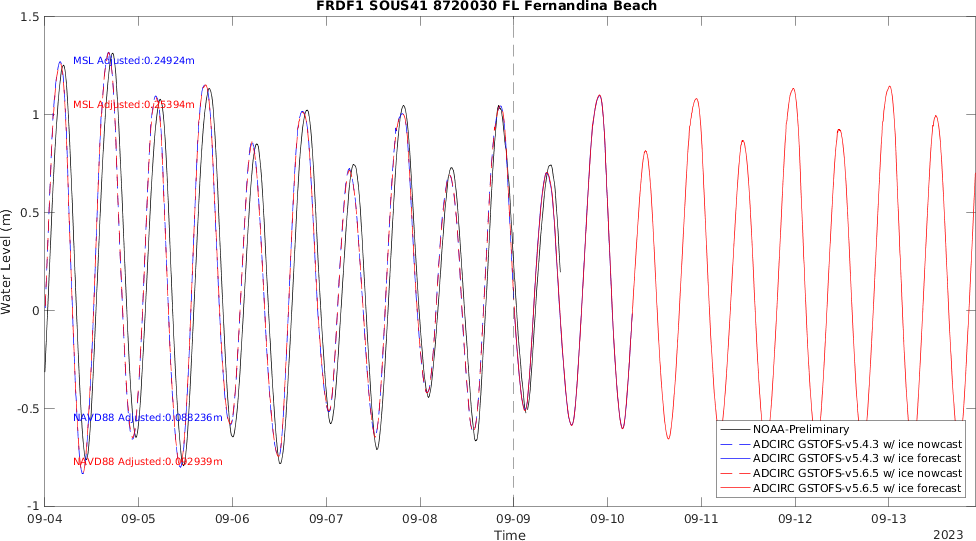 FRDF1 SOUS41 8720030 FL Fernandina Beach
1.5
MSL Adjusted:0.24924m
MSL Adjusted:0.25394m
1
0.5
Water Level (m)
0
-0.5
NAVD88 Adjusted:0.088236m
NAVD88 Adjusted:0.092939m
NOAA-Preliminary
ADCIRC GSTOFS-v5.4.3 w/ ice nowcast
ADCIRC GSTOFS-v5.4.3 w/ ice forecast
ADCIRC GSTOFS-v5.6.5 w/ ice nowcast
ADCIRC GSTOFS-v5.6.5 w/ ice forecast
-1
09-04 09-05 09-06 09-07 09-08 09-09 09-10 09-11 09-12 09-13
Time
2023